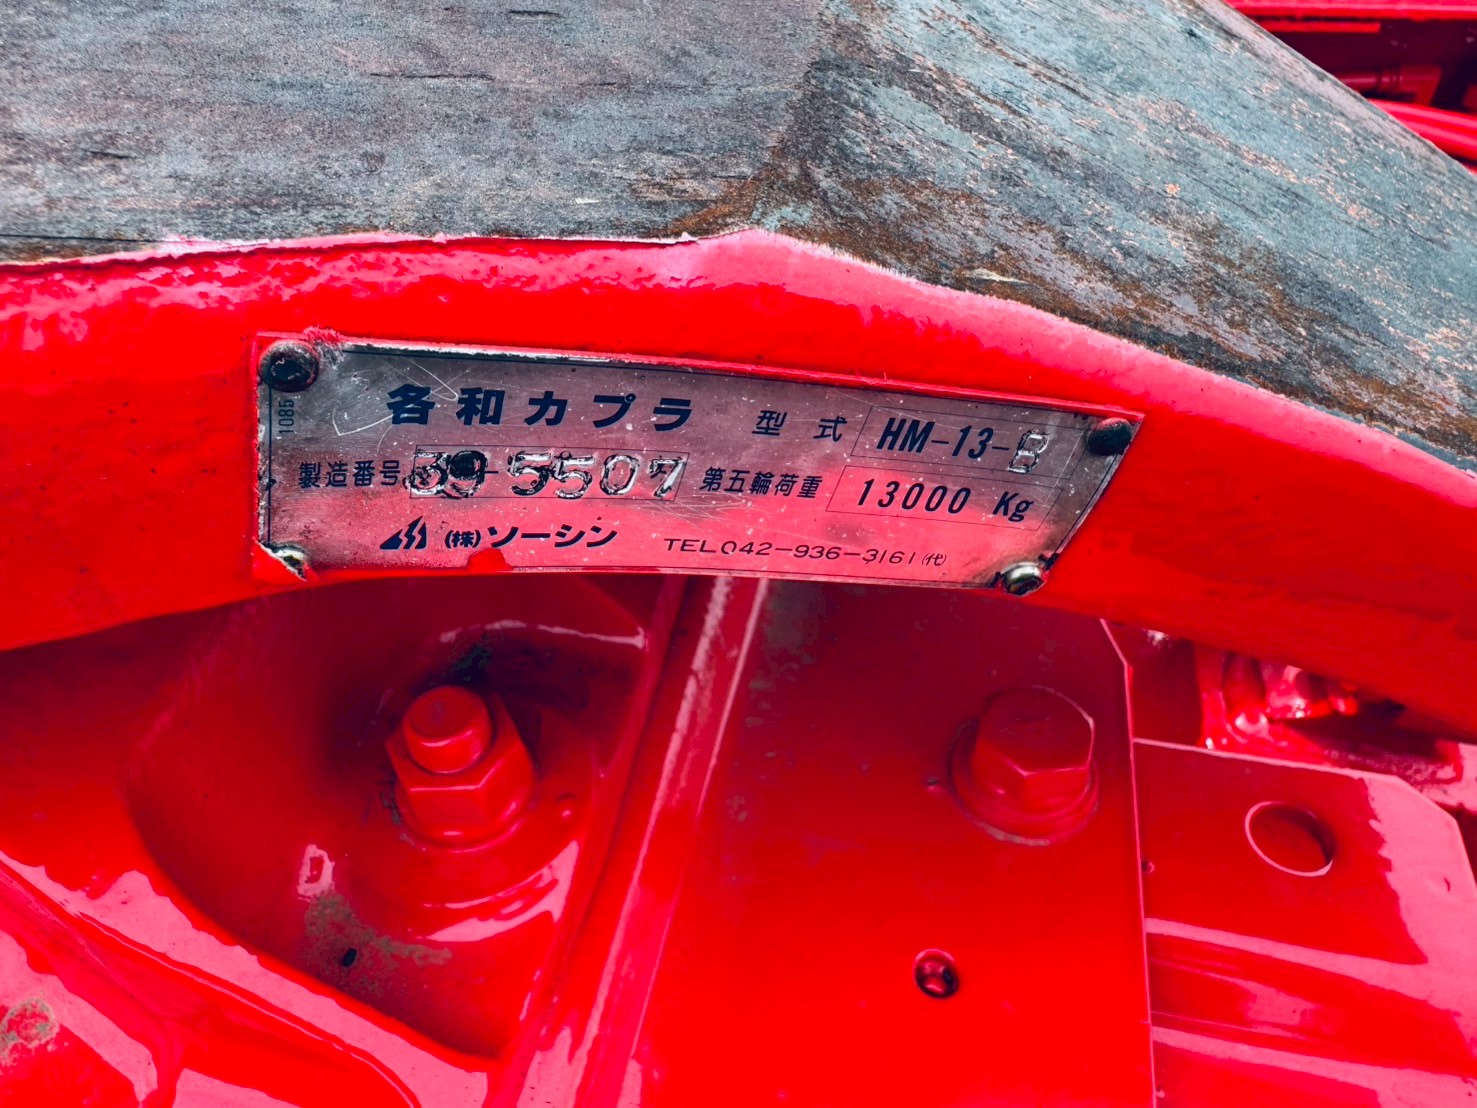 各和カプラ 型式 HM-13-B
製造番号 39-5507 第五輪荷重 13000 Kg
(株)ソーシン TEL042-936-3161(代)
1085